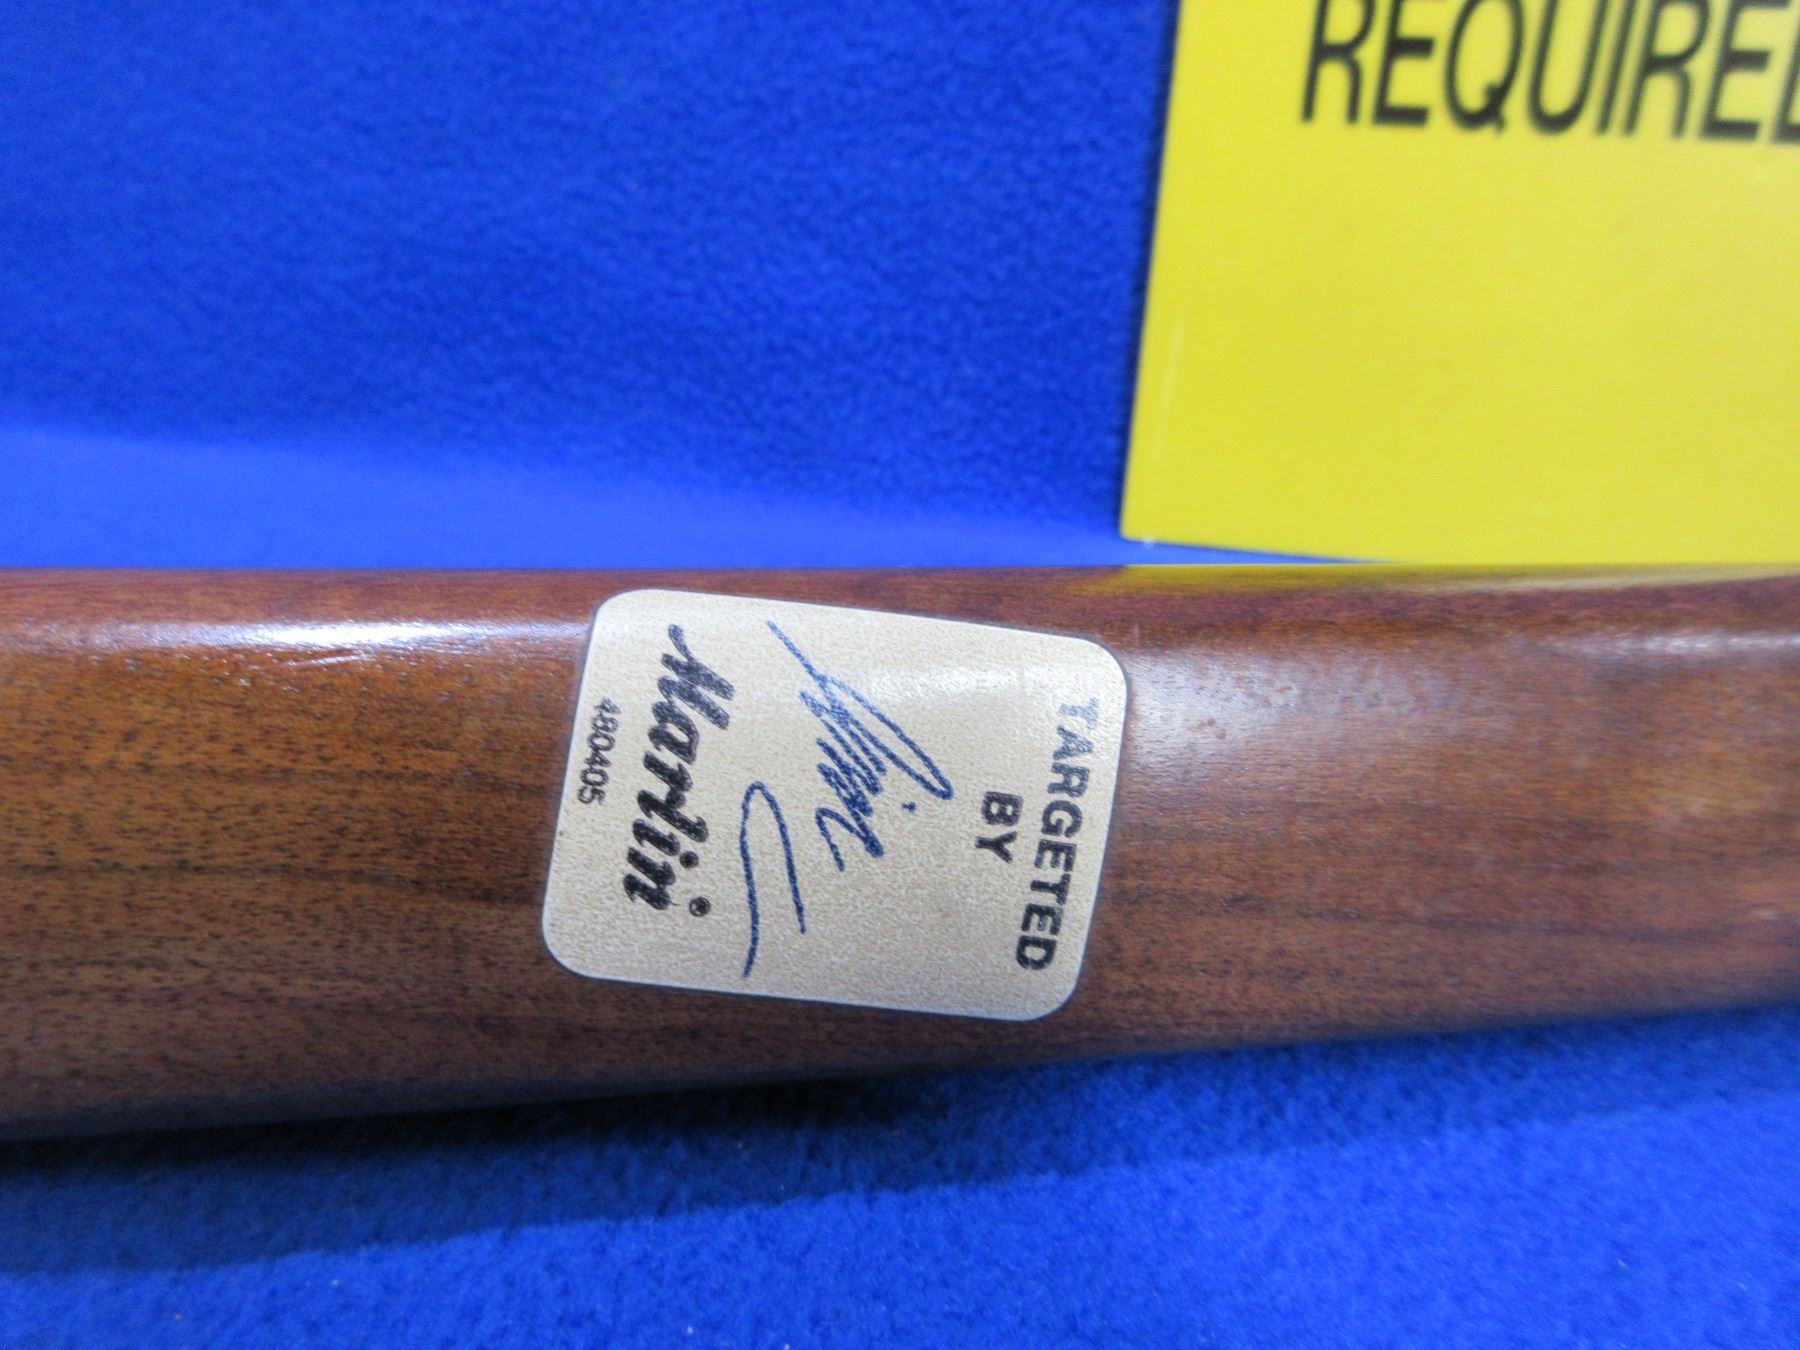 REQUIRED
TARGETED
BY
Marlin®
480405